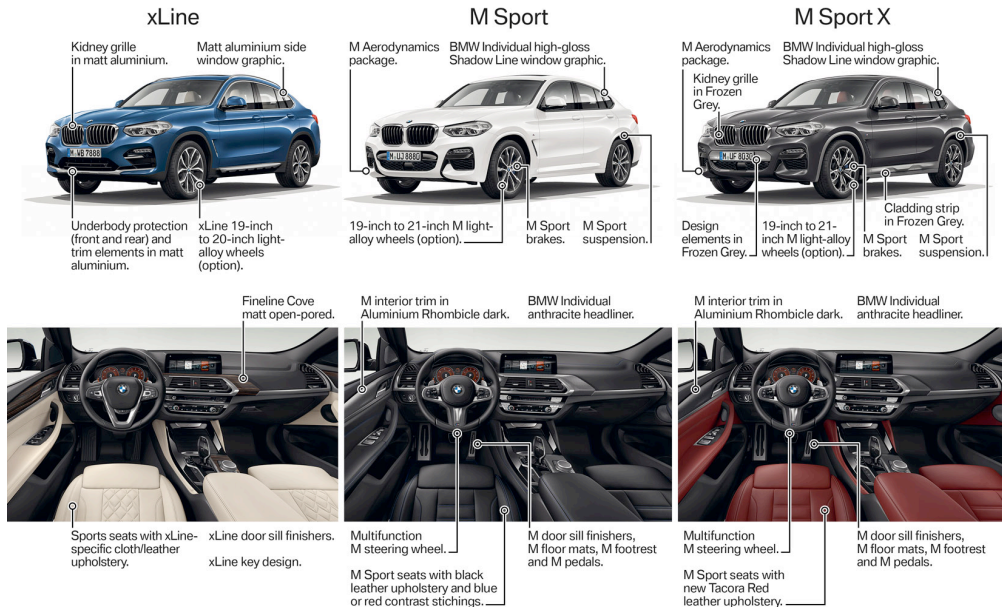 xLine
M Sport
M Sport X
Kidney grille
in matt aluminium.
Matt aluminium side
window graphic.
M Aerodynamics
package.
BMW Individual high-gloss
Shadow Line window graphic.
M Aerodynamics
package.
BMW Individual high-gloss
Shadow Line window graphic.
Kidney grille
in Frozen
Grey.
M WB 7888
M UJ 8880
M UF 8030
Underbody protection
(front and rear) and
trim elements in matt
aluminium.
xLine 19-inch
to 20-inch light-
alloy wheels
(option).
19-inch to 21-inch M light-
alloy wheels (option).
M Sport
brakes.
M Sport
suspension.
Design
elements in
Frozen Grey.
19-inch to 21-
inch M light-alloy
wheels (option).
Cladding strip
in Frozen Grey.
M Sport
brakes.
M Sport
suspension.
Fineline Cove
matt open-pored.
M interior trim in
Aluminium Rhombicle dark.
BMW Individual
anthracite headliner.
M interior trim in
Aluminium Rhombicle dark.
BMW Individual
anthracite headliner.
Sports seats with xLine-
specific cloth/leather
upholstery.
xLine door sill finishers.
xLine key design.
Multifunction
M steering wheel.
M Sport seats with black
leather upholstery and blue
or red contrast stichings.
M door sill finishers,
M floor mats, M footrest
and M pedals.
Multifunction
M steering wheel.
M Sport seats with
new Tacora Red
leather upholstery.
M door sill finishers,
M floor mats, M footrest
and M pedals.